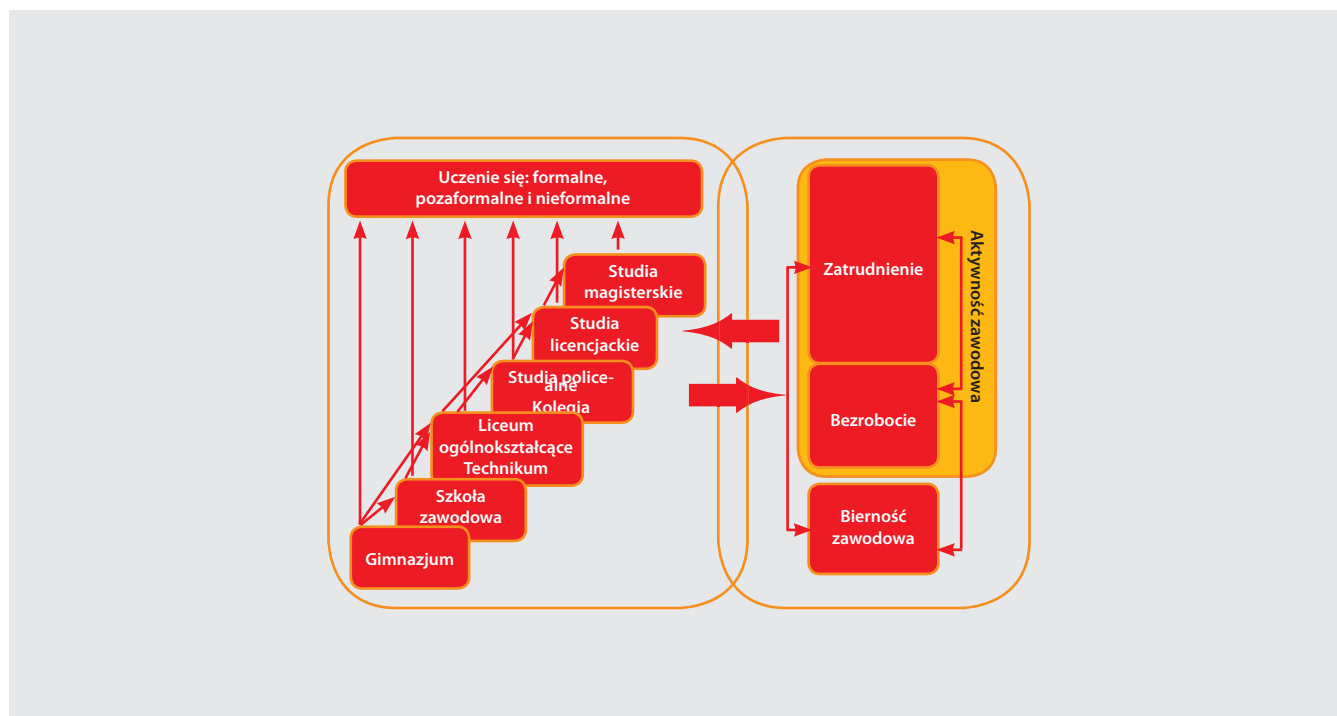 Uczenie się: formalne,
pozaformalne i nieformalne
Studia
magisterskie
Studia
licencjackie
Studia police-
alne
Kolegia
Liceum
ogólnokształcące
Technikum
Szkoła
zawodowa
Gimnazjum
Zatrudnienie
Bezrobocie
Aktywność zawodowa
Bierność
zawodowa